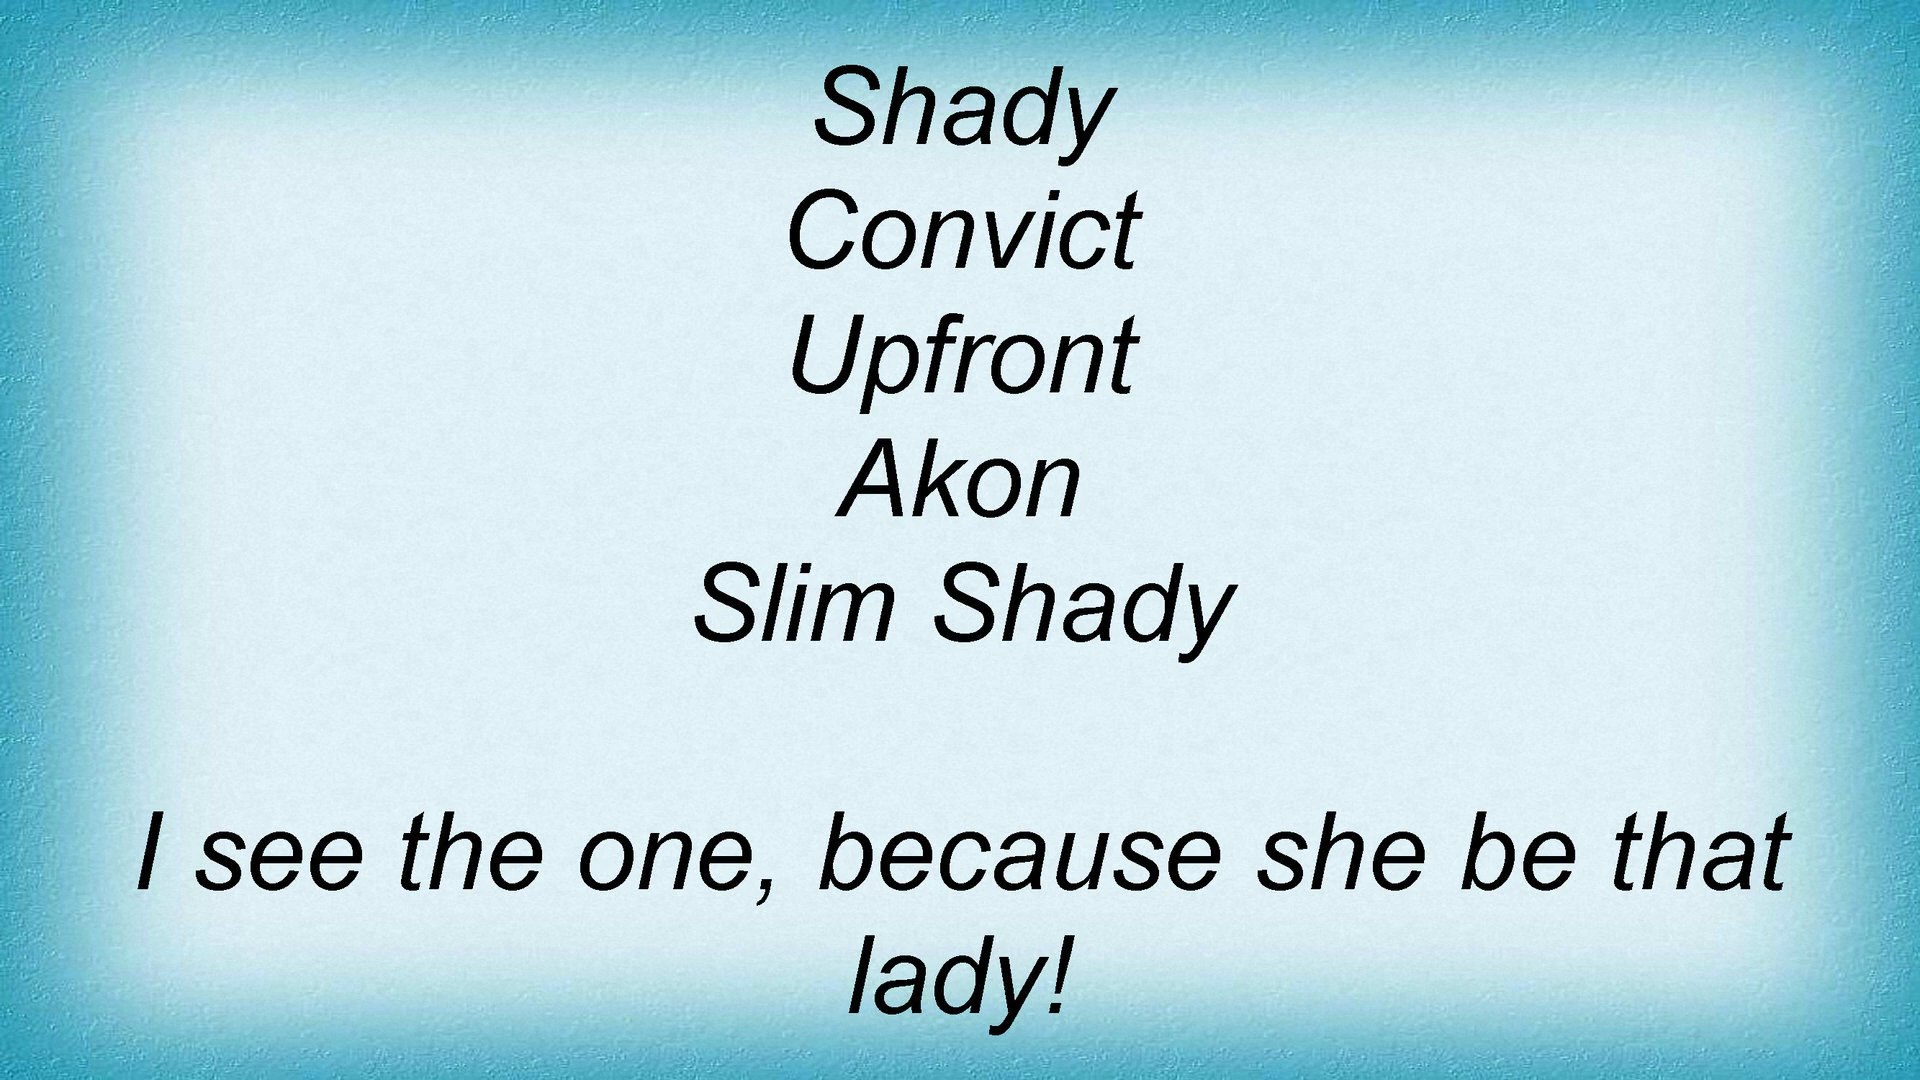 Shady
Convict
Upfront
Akon
Slim Shady
I see the one, because she be that
lady!